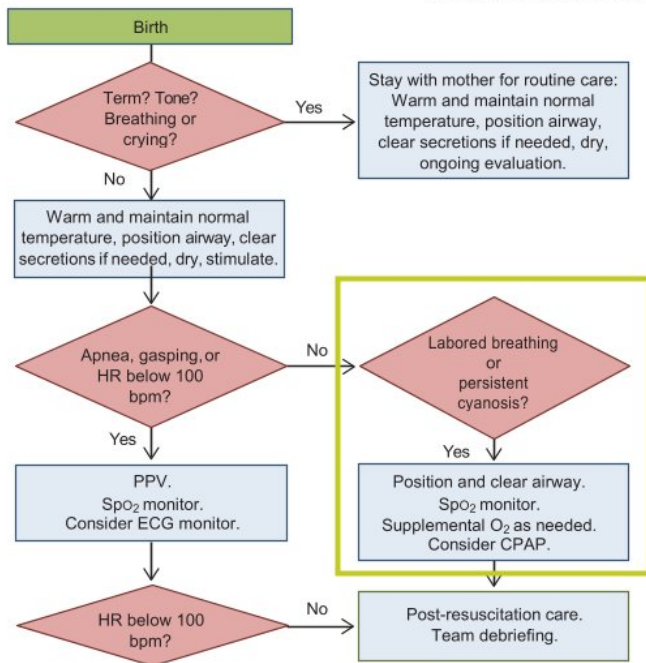 Birth
Term? Tone?
Breathing or
crying?
Yes
Stay with mother for routine care:
Warm and maintain normal
temperature, position airway,
clear secretions if needed, dry,
ongoing evaluation.
No
Warm and maintain normal
temperature, position airway, clear
secretions if needed, dry, stimulate.
Apnea, gasping, or
HR below 100
bpm?
No
Labored breathing
or
persistent
cyanosis?
Yes
PPV.
SpO₂ monitor.
Consider ECG monitor.
Yes
Position and clear airway.
SpO₂ monitor.
Supplemental O₂ as needed.
Consider CPAP.
HR below 100
bpm?
No
Post-resuscitation care.
Team debriefing.